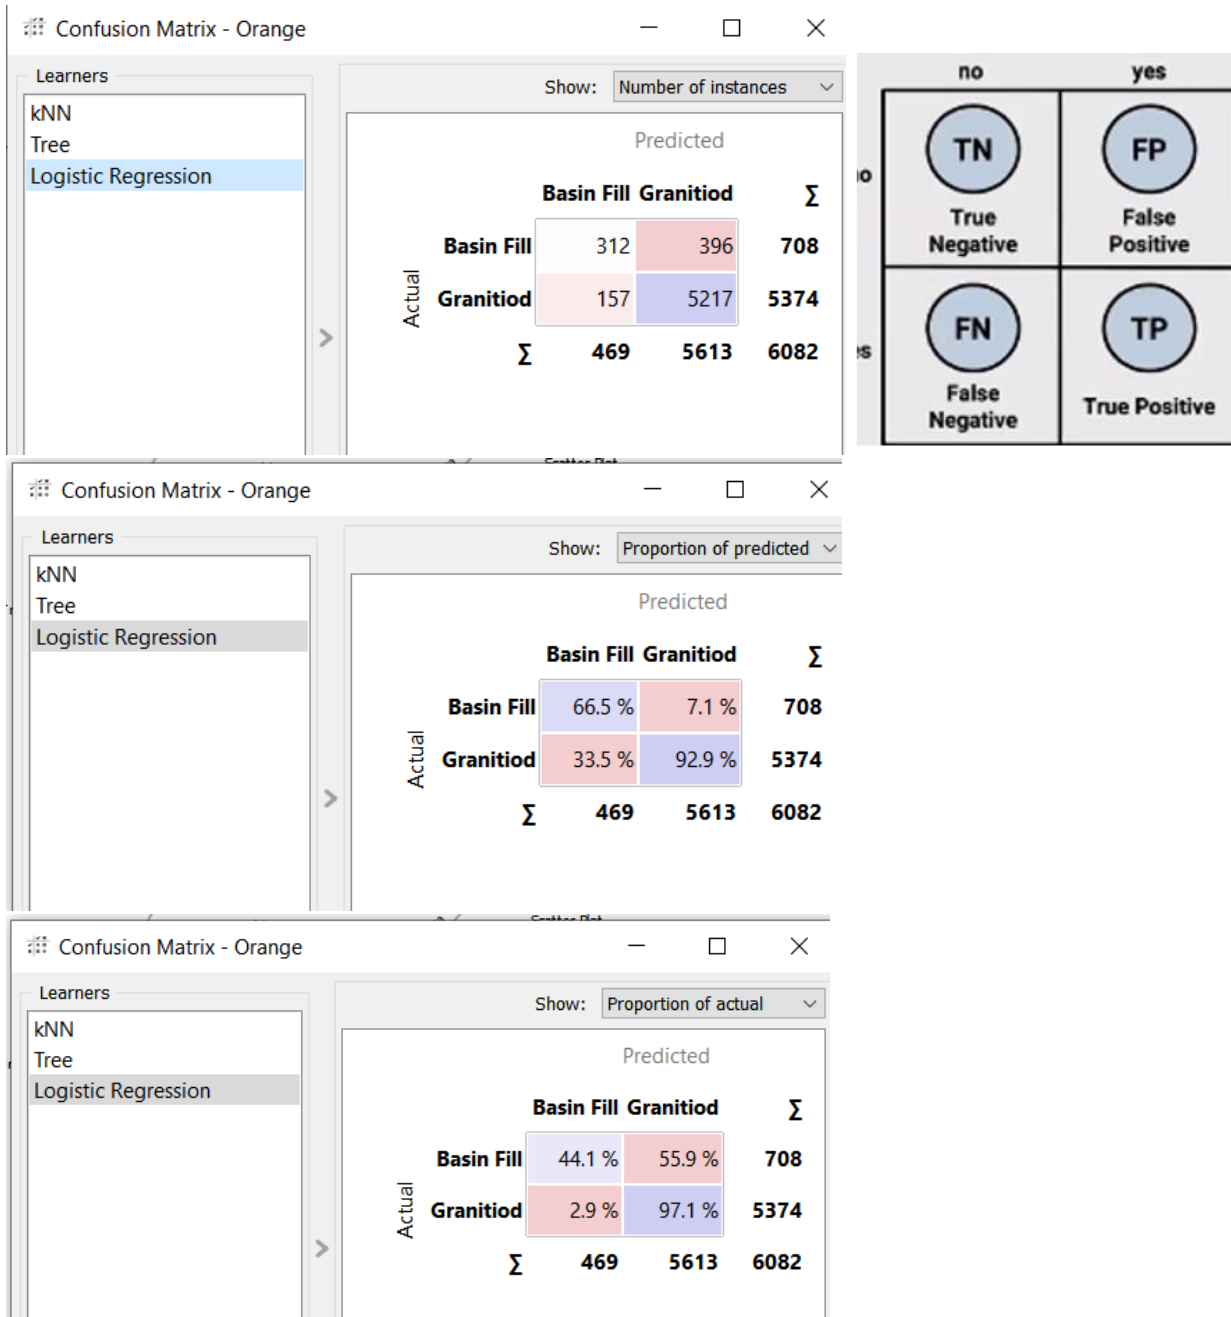 Confusion Matrix - Orange
Learners
kNN
Tree
Logistic Regression
Show: Number of instances
Predicted
Basin Fill Granitiod Σ
Basin Fill 312 396 708
Actual
Granitiod 157 5217 5374
Σ 469 5613 6082
no yes
TN FP
True Negative
False Positive
FN TP
False Negative
True Positive
Confusion Matrix - Orange
Learners
kNN
Tree
Logistic Regression
Show: Proportion of predicted
Predicted
Basin Fill Granitiod Σ
Basin Fill 66.5 % 7.1 % 708
Actual
Granitiod 33.5 % 92.9 % 5374
Σ 469 5613 6082
Confusion Matrix - Orange
Learners
kNN
Tree
Logistic Regression
Show: Proportion of actual
Predicted
Basin Fill Granitiod Σ
Basin Fill 44.1 % 55.9 % 708
Actual
Granitiod 2.9 % 97.1 % 5374
Σ 469 5613 6082